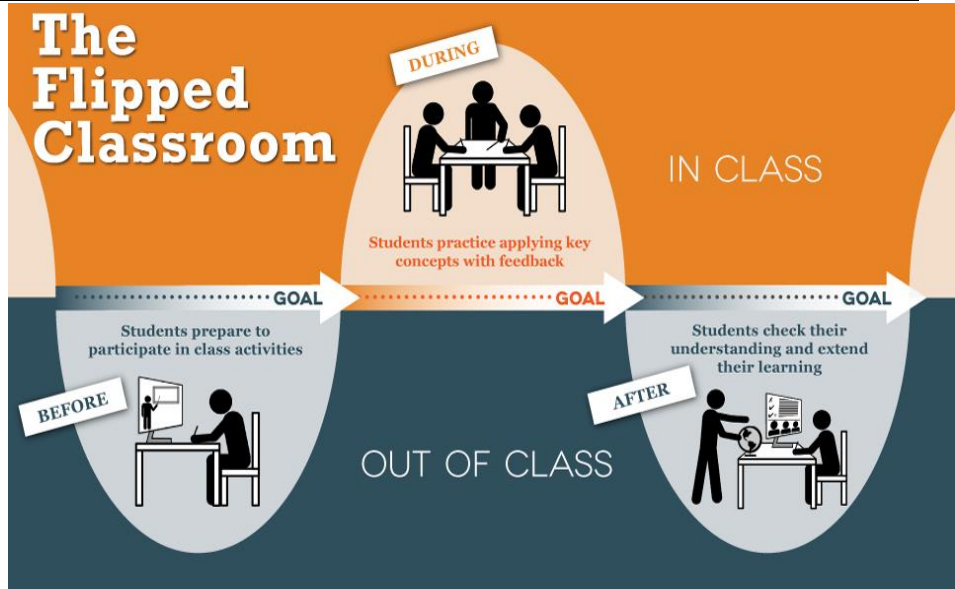 The
Flipped
Classroom
DURING
IN CLASS
Students practice applying key
concepts with feedback
GOAL
GOAL
GOAL
Students prepare to
participate in class activities
BEFORE
OUT OF CLASS
Students check their
understanding and extend
their learning
AFTER